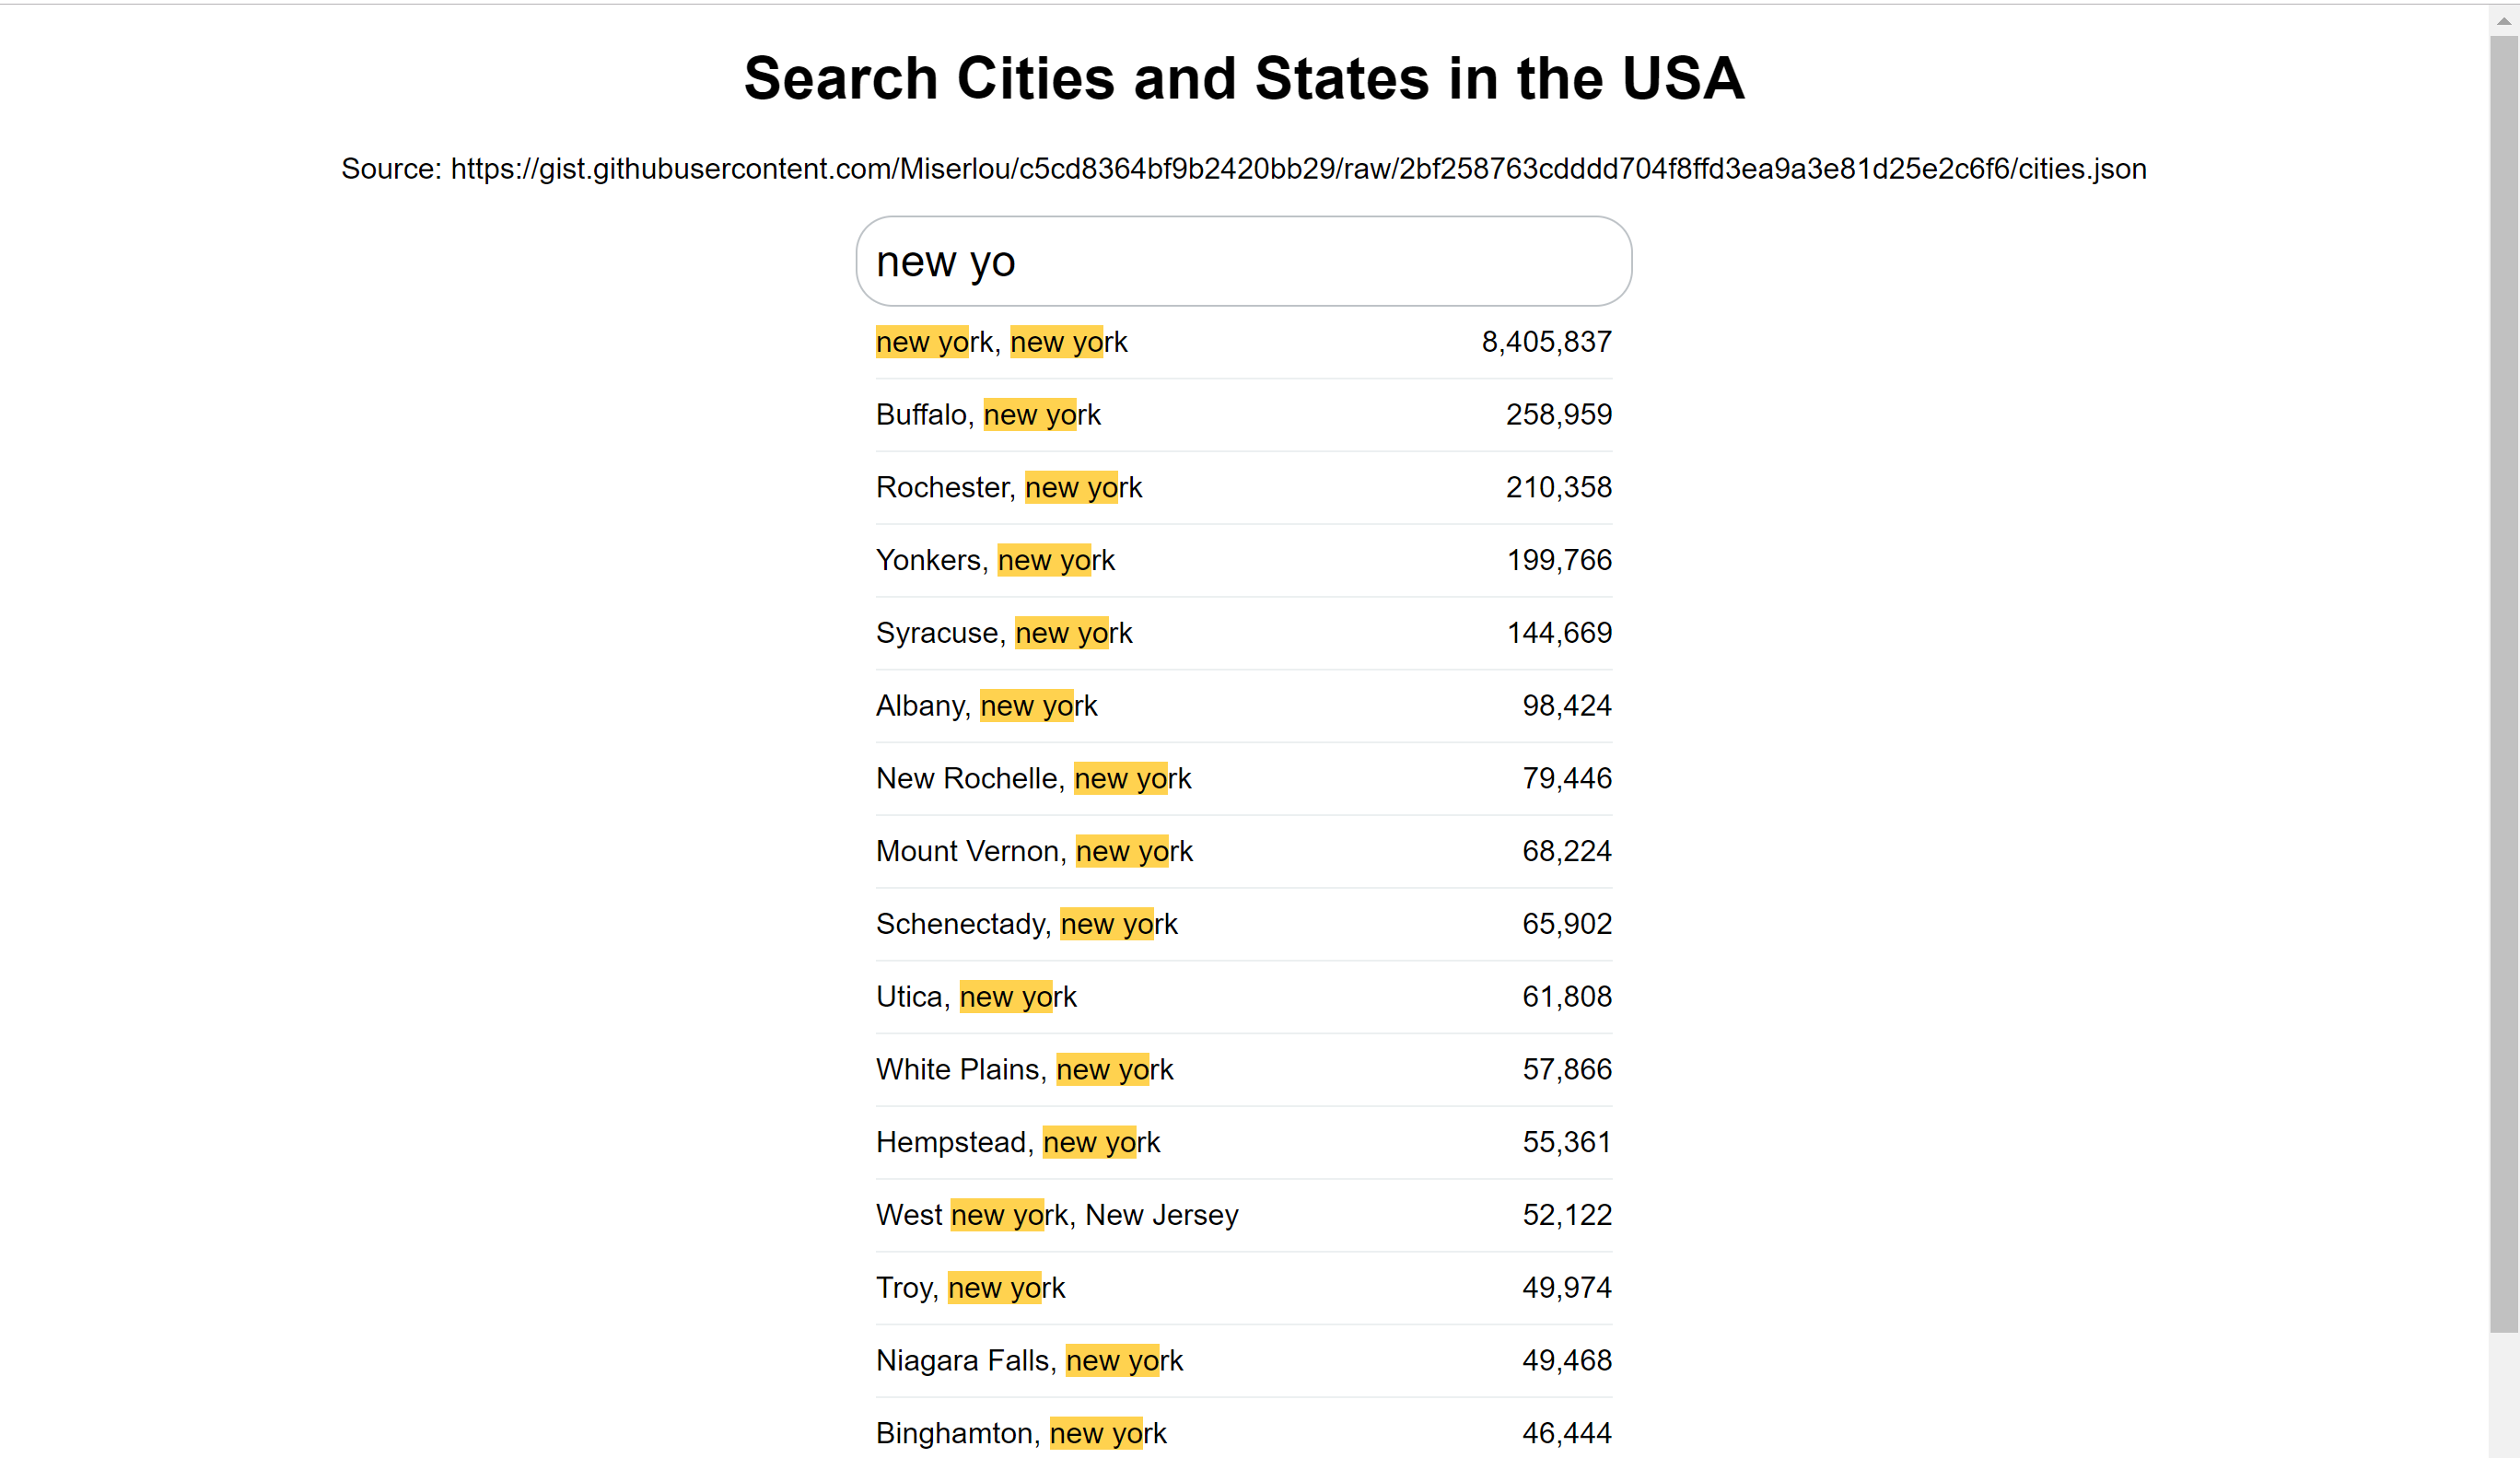 Search Cities and States in the USA
Source: https://gist.githubusercontent.com/Miserlou/c5cd8364bf9b2420bb29/raw/2bf258763cdddd704f8ffd3ea9a3e81d25e2c6f6/cities.json
new yo
new york, new york 8,405,837
Buffalo, new york 258,959
Rochester, new york 210,358
Yonkers, new york 199,766
Syracuse, new york 144,669
Albany, new york 98,424
New Rochelle, new york 79,446
Mount Vernon, new york 68,224
Schenectady, new york 65,902
Utica, new york 61,808
White Plains, new york 57,866
Hempstead, new york 55,361
West new york, New Jersey 52,122
Troy, new york 49,974
Niagara Falls, new york 49,468
Binghamton, new york 46,444